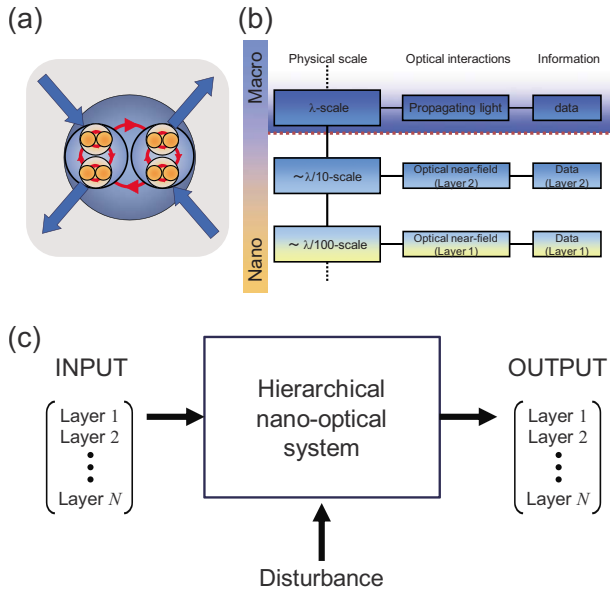 (a)
(b)
Physical scale Optical interactions Information
Macro
λ-scale Propagating light data
~λ/10-scale Optical near-field (Layer 2) Data (Layer 2)
Nano
~ λ/100-scale Optical near-field (Layer 1) Data (Layer 1)
(c)
INPUT
Layer 1
Layer 2
Layer N
Hierarchical
nano-optical
system
OUTPUT
Layer 1
Layer 2
Layer N
Disturbance